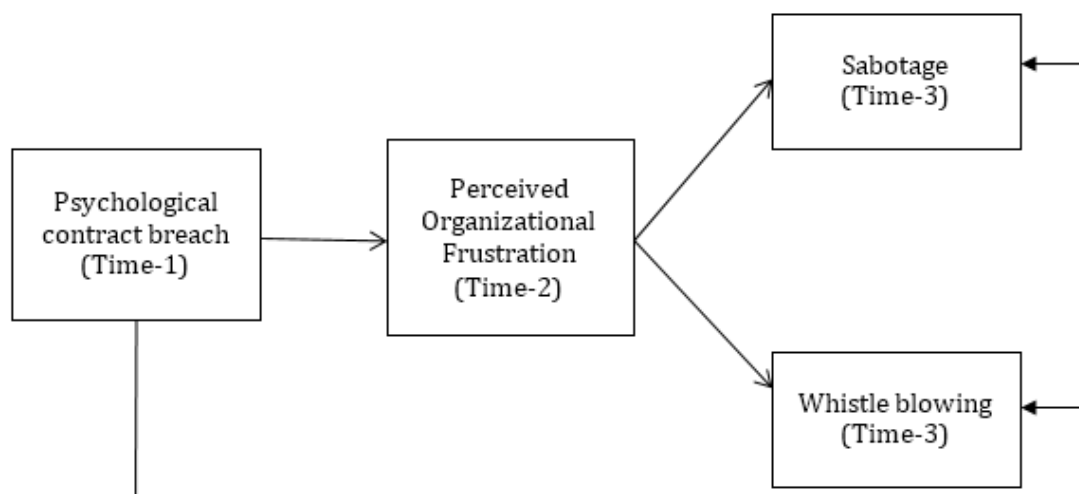 Psychological
contract breach
(Time-1)
Perceived
Organizational
Frustration
(Time-2)
Sabotage
(Time-3)
Whistle blowing
(Time-3)